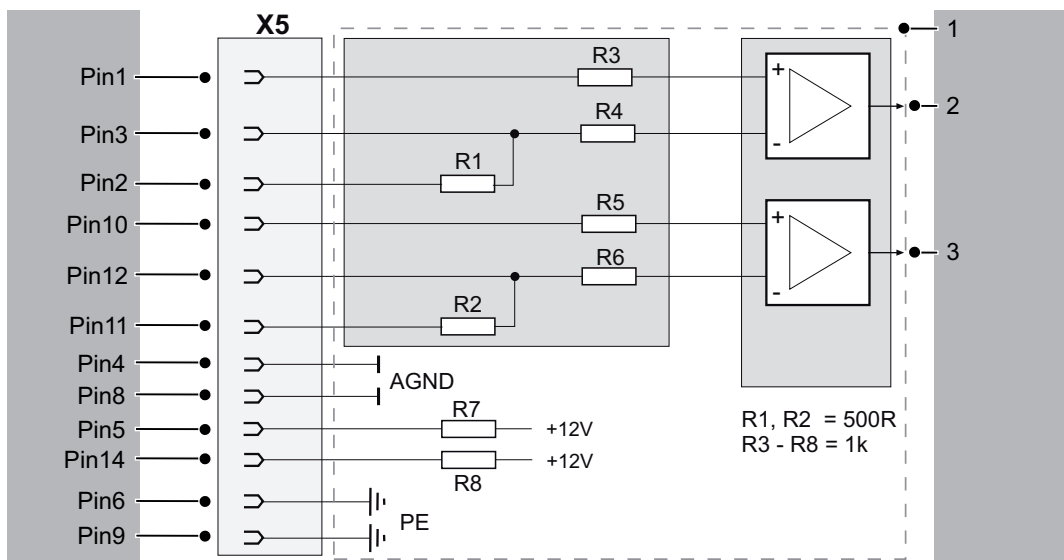 X5
1
Pin1
R3
+
2
Pin3
R4
-
R1
Pin2
Pin10
R5
+
3
Pin12
R6
-
R2
Pin11
Pin4
AGND
Pin8
R7
Pin5
+12V
Pin14
+12V
R8
Pin6
PE
Pin9
R1, R2 = 500R
R3 - R8 = 1k